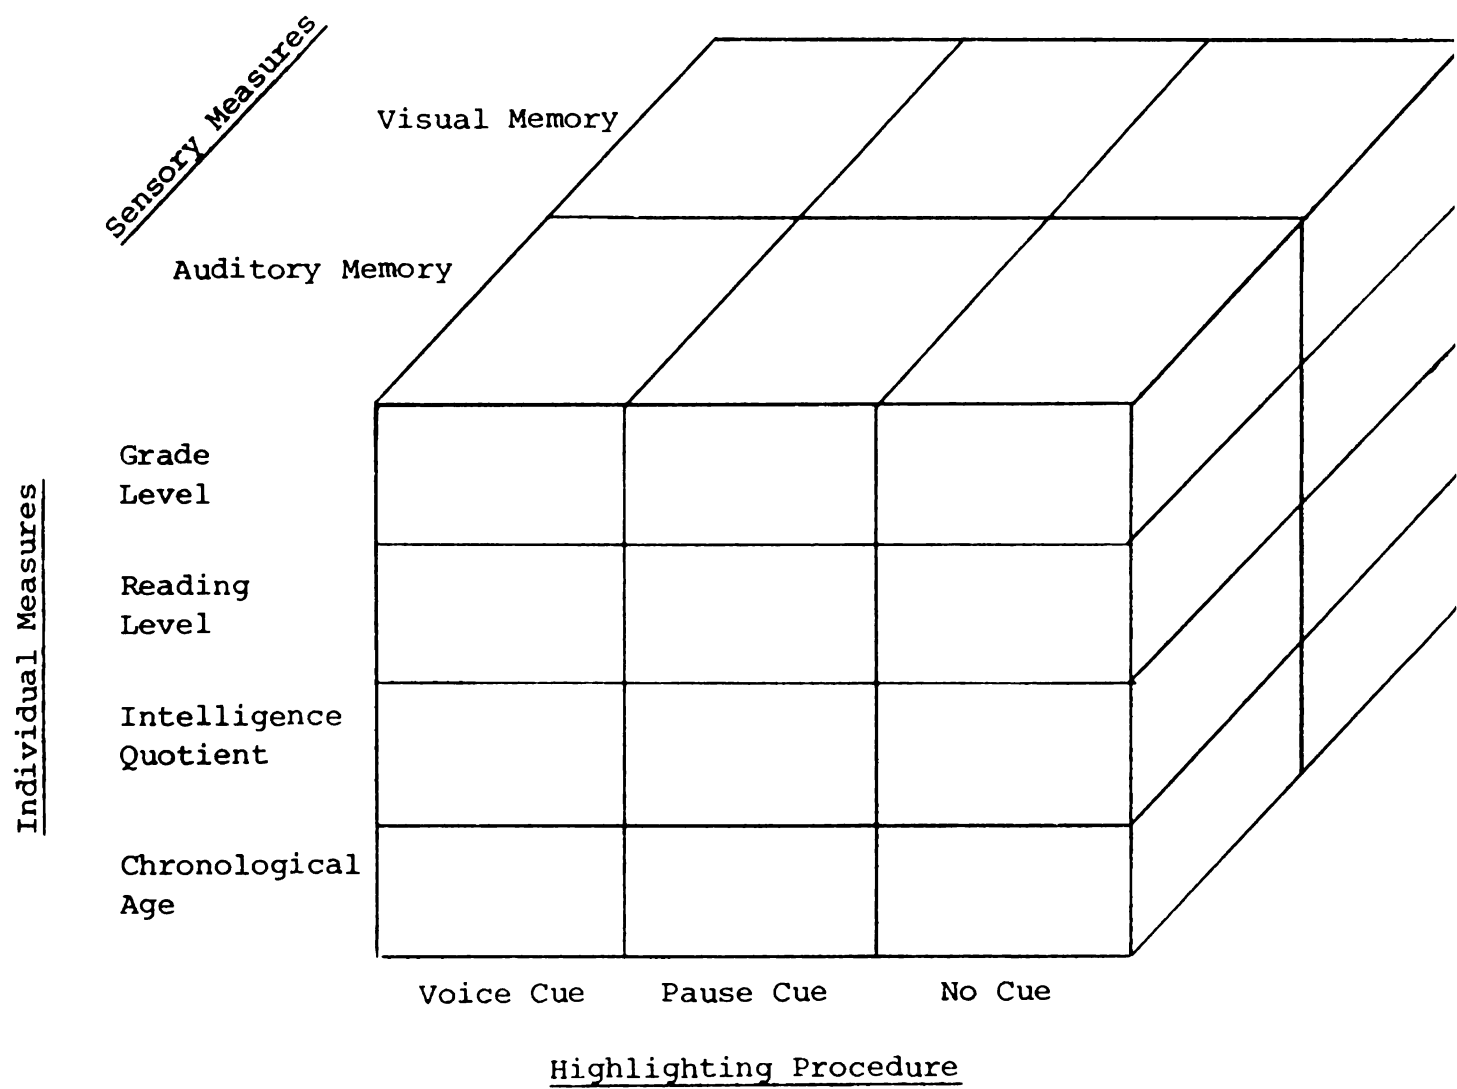 Sensory Measures
Visual Memory
Auditory Memory
Individual Measures
Grade
Level
Reading
Level
Intelligence
Quotient
Chronological
Age
Voice Cue
Pause Cue
No Cue
Highlighting Procedure